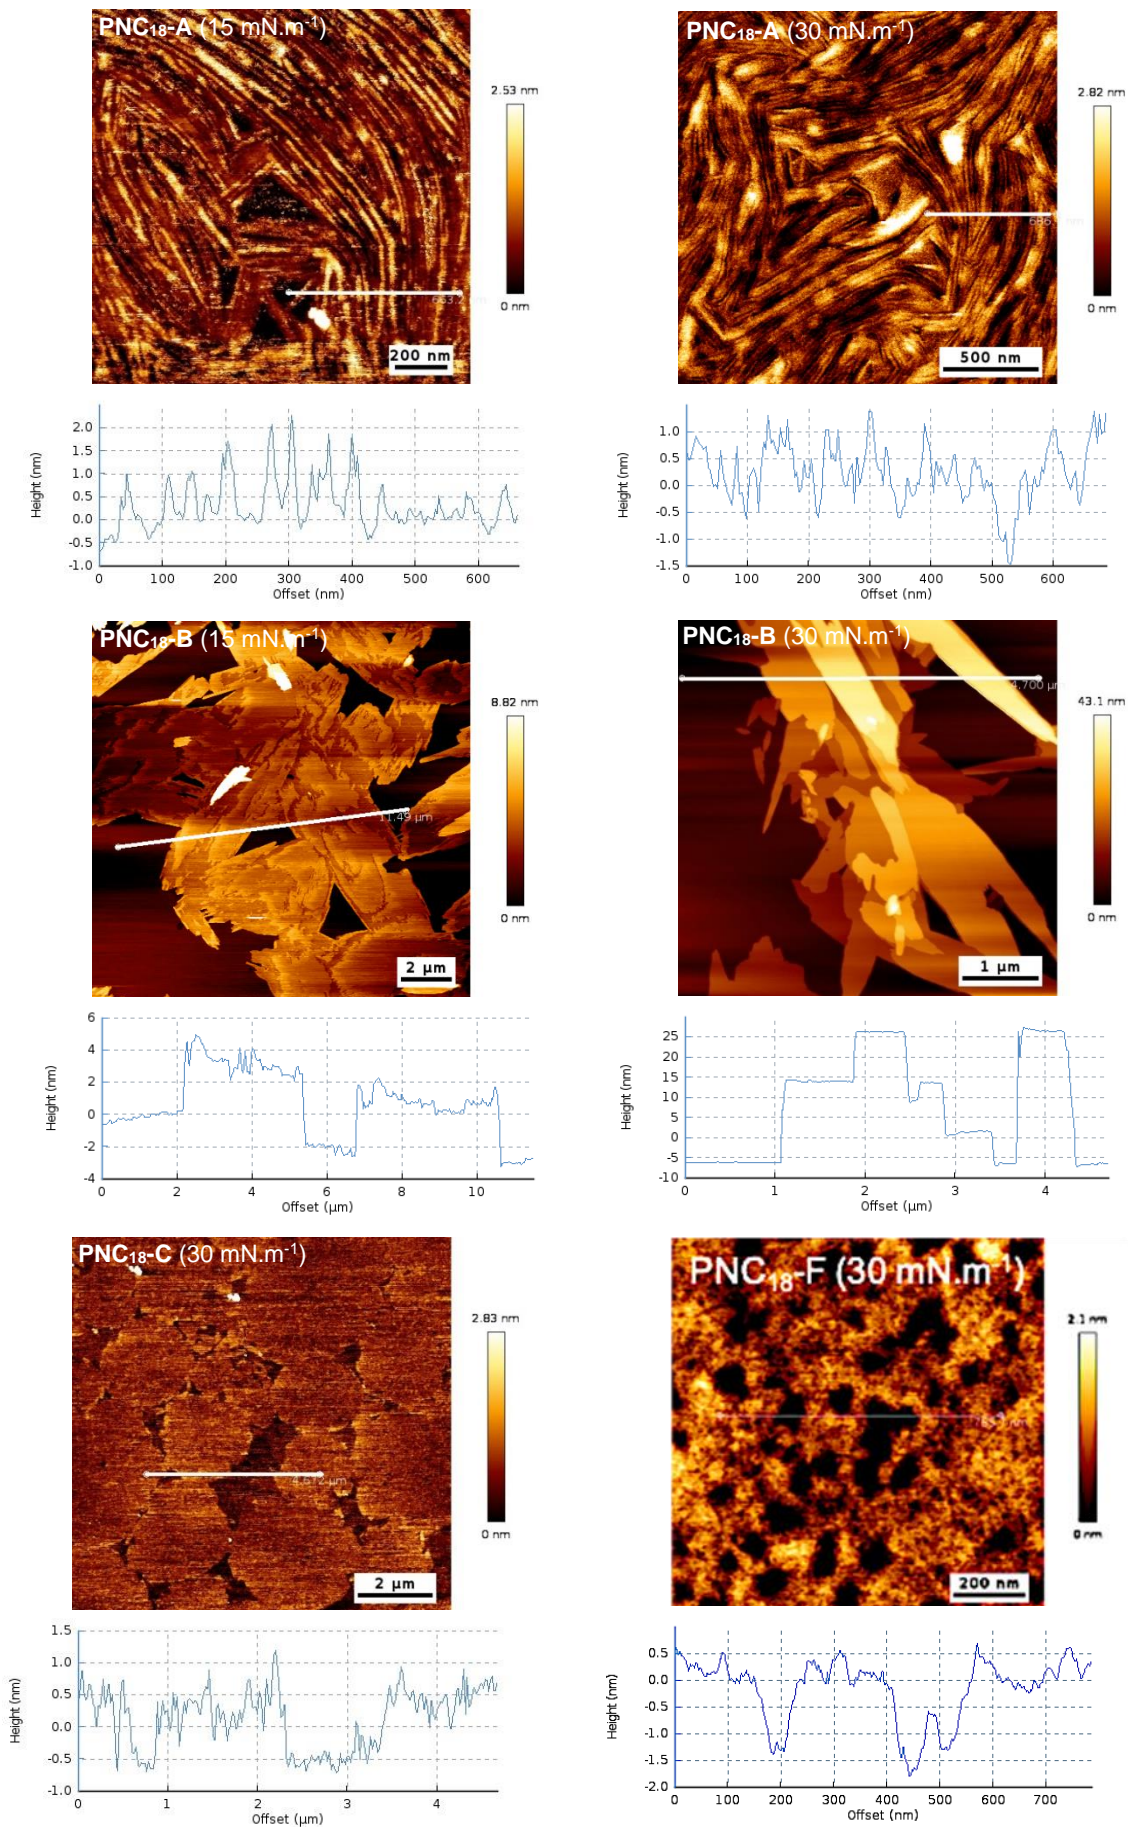 PNC₁₈-A (15 mN.m⁻¹)
2.53 nm
0 nm
200 nm
PNC₁₈-A (30 mN.m⁻¹)
2.82 nm
0 nm
500 nm
Height (nm)
2.0
1.5
1.0
0.5
0.0
-0.5
-1.0
0 100 200 300 400 500 600
Offset (nm)
Height (nm)
1.0
0.5
0.0
-0.5
-1.0
-1.5
0 100 200 300 400 500 600
Offset (nm)
PNC₁₈-B (15 mN.m⁻¹)
8.82 nm
11.49 µm
0 nm
2 µm
PNC₁₈-B (30 mN.m⁻¹)
4.700 µm
43.1 nm
0 nm
1 µm
Height (nm)
6
4
2
0
-2
-4
0 2 4 6 8 10
Offset (µm)
Height (nm)
25
20
15
10
5
0
-5
-10
0 1 2 3 4
Offset (µm)
PNC₁₈-C (30 mN.m⁻¹)
2.83 nm
0 nm
2 µm
PNC₁₈-F (30 mN.m⁻¹)
2.1 nm
0 nm
200 nm
Height (nm)
1.5
1.0
0.5
0.0
-0.5
-1.0
0 1 2 3 4
Offset (µm)
Height (nm)
0.5
0.0
-0.5
-1.0
-1.5
-2.0
0 100 200 300 400 500 600 700
Offset (nm)